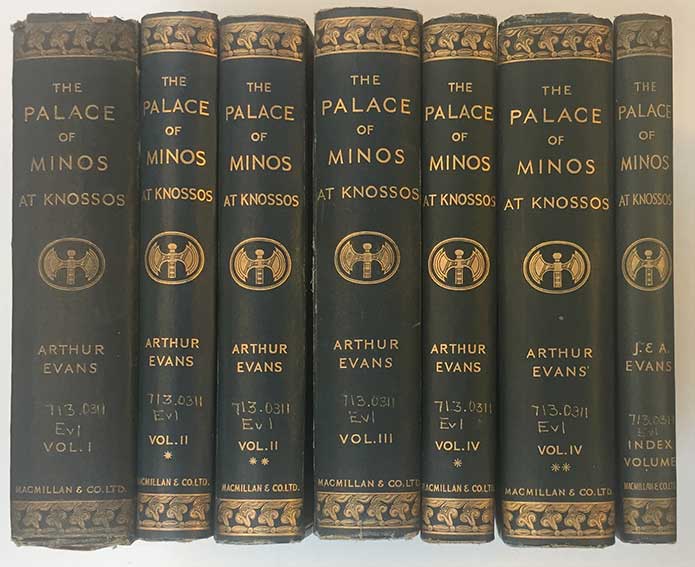 THE
PALACE
OF
MINOS
AT KNOSSOS
ARTHUR
EVANS
713.0311
Ev1
VOL. I
MACMILLAN & CO. LTD.
THE
PALACE
OF
MINOS
AT KNOSSOS
ARTHUR
EVANS
713.0311
Ev1
VOL. II
*
MACMILLAN & CO. LTD.
THE
PALACE
OF
MINOS
AT KNOSSOS
ARTHUR
EVANS
713.0311
Ev1
VOL. II
**
MACMILLAN & CO. LTD.
THE
PALACE
OF
MINOS
AT KNOSSOS
ARTHUR
EVANS
713.0311
Ev1
VOL. III
MACMILLAN & CO. LTD.
THE
PALACE
OF
MINOS
AT KNOSSOS
ARTHUR
EVANS
713.0311
Ev1
VOL. IV
*
MACMILLAN & CO. LTD.
THE
PALACE
OF
MINOS
AT KNOSSOS
ARTHUR
EVANS
713.0311
Ev1
VOL. IV
**
MACMILLAN & CO. LTD.
THE
PALACE
OF
MINOS
AT KNOSSOS
J. & A.
EVANS
713.0311
Ev1
INDEX
VOLUME
MACMILLAN & CO. LTD.